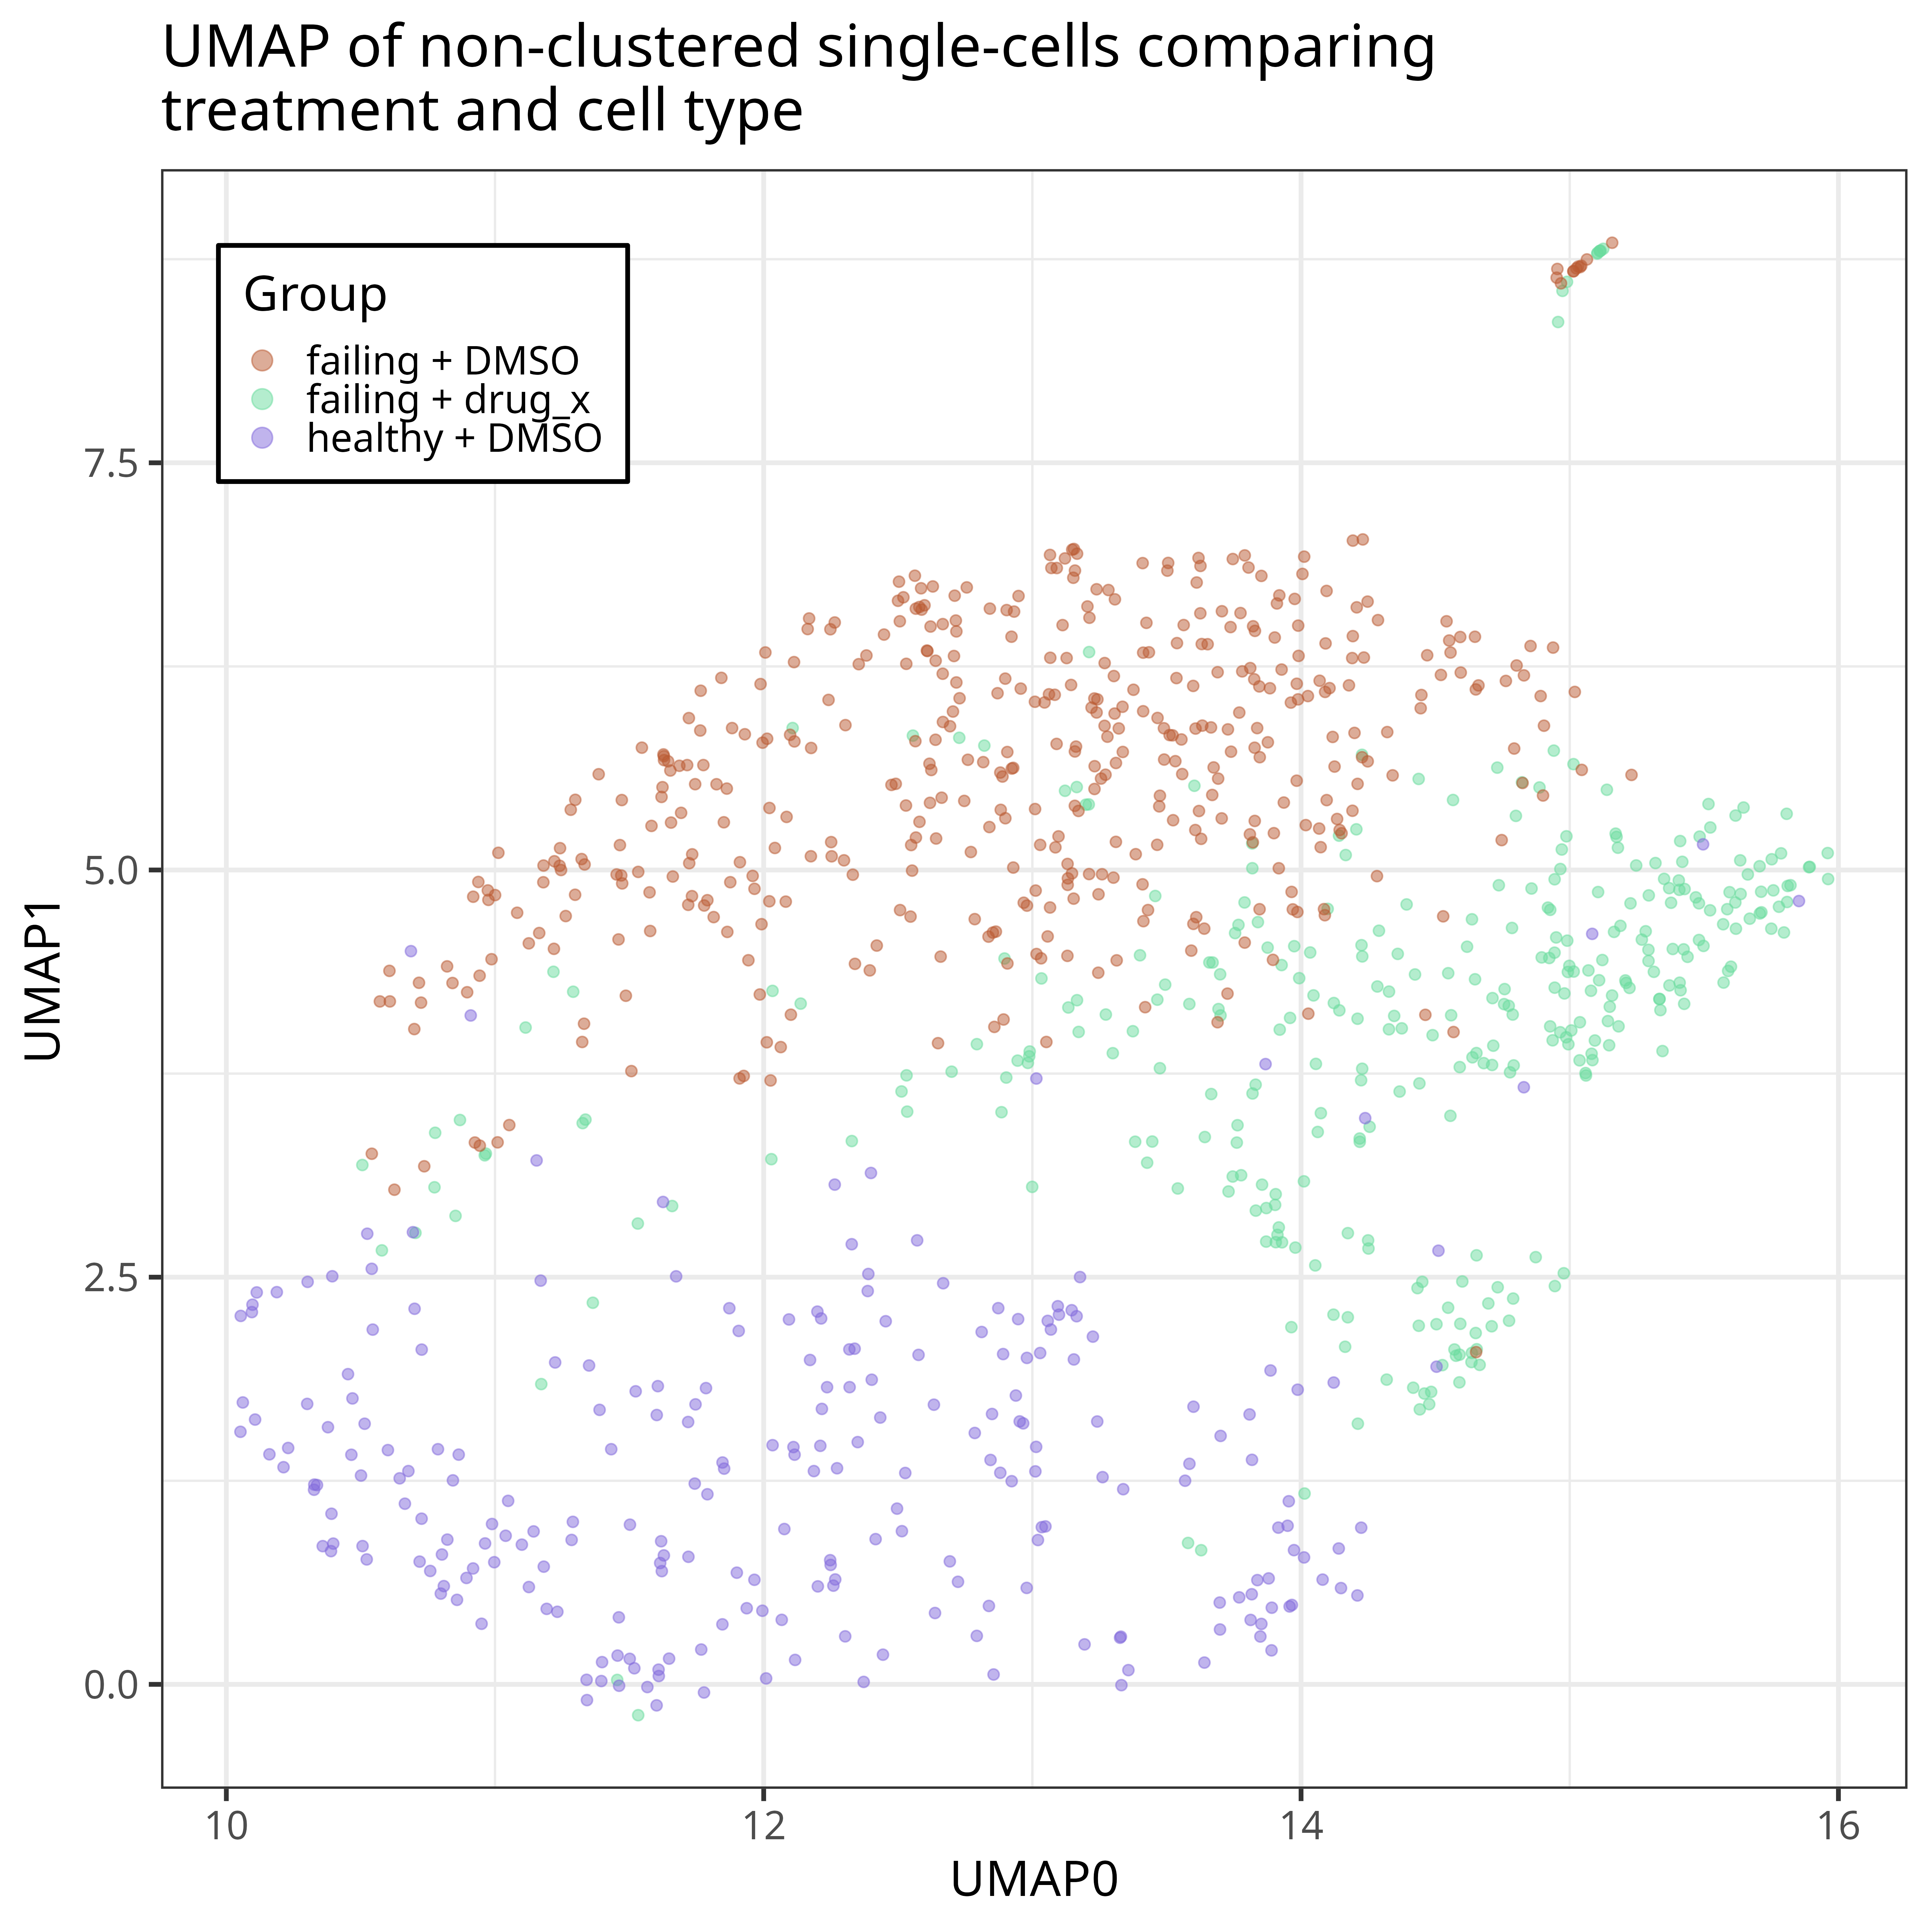 UMAP of non-clustered single-cells comparing
treatment and cell type
Group
failing + DMSO
failing + drug_x
healthy + DMSO
7.5
5.0
2.5
0.0
UMAP1
10
12
14
16
UMAP0